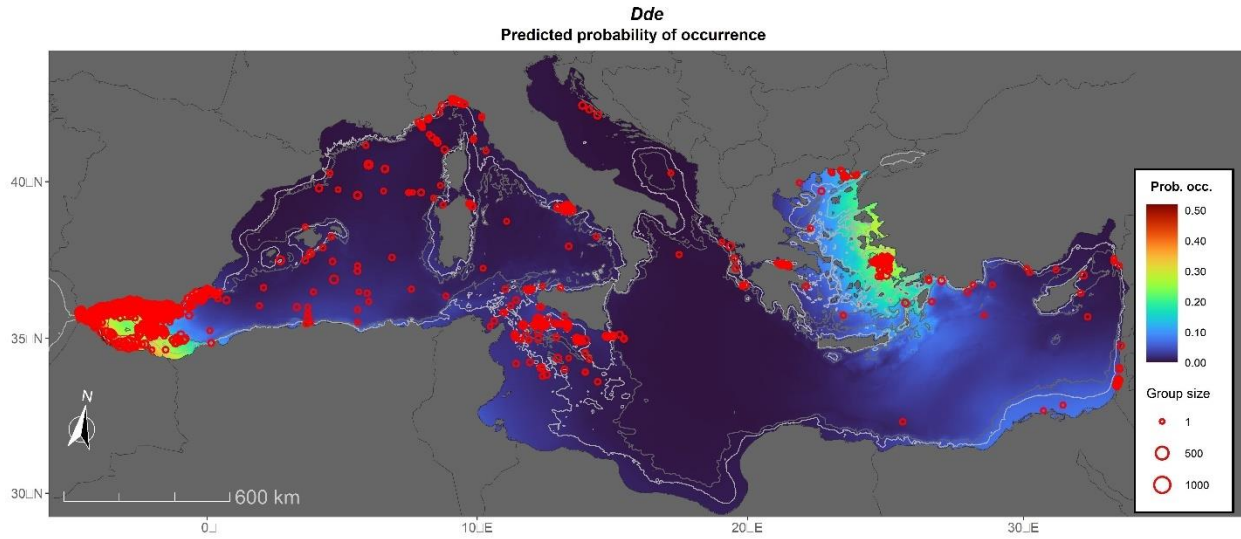 Dde
Predicted probability of occurrence
40□N
35□N
30□N
N
600 km
0□
10□E
20□E
30□E
Prob. occ.
0.50
0.40
0.30
0.20
0.10
0.00
Group size
1
500
1000